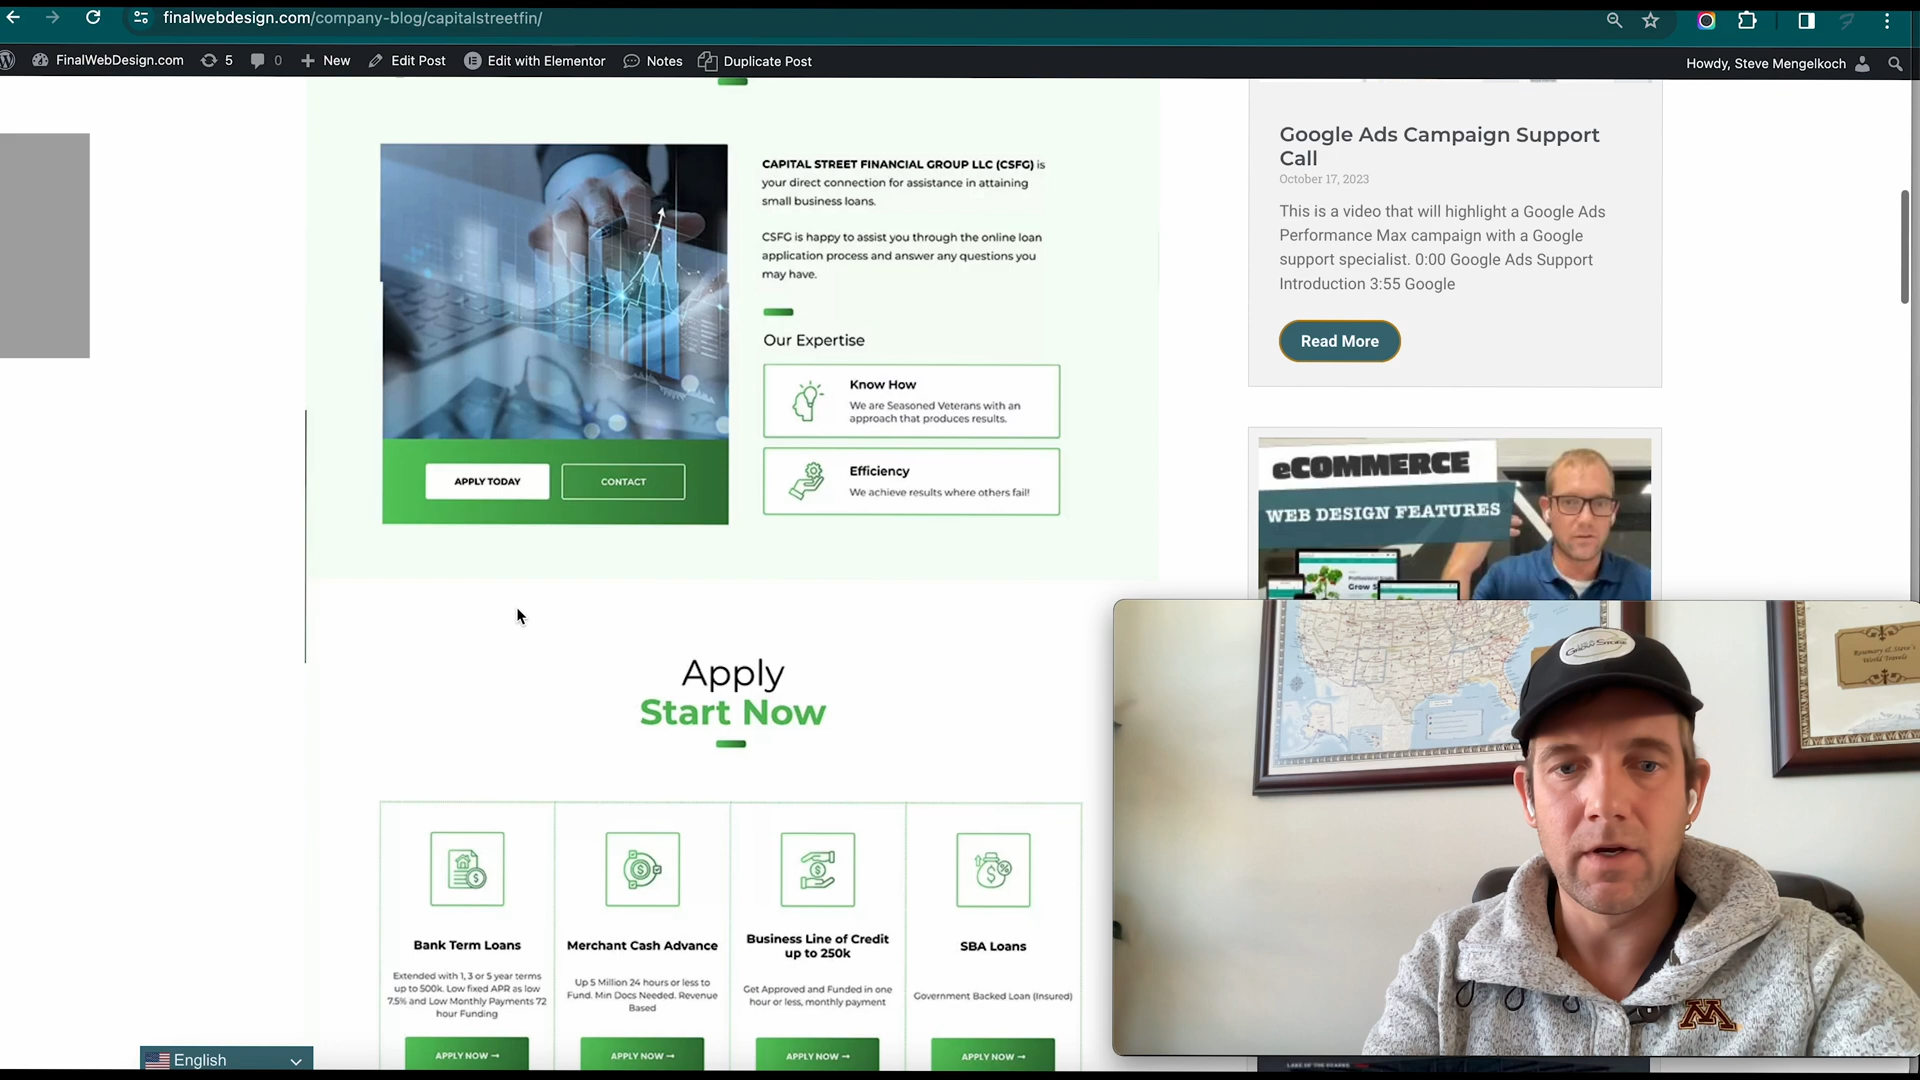 finalwebdesign.com/company-blog/capitalstreetfin/
FinalWebDesign.com
5
0
New
Edit Post
Edit with Elementor
Notes
Duplicate Post
Howdy, Steve Mengelkoch
CAPITAL STREET FINANCIAL GROUP LLC (CSFG) is
your direct connection for assistance in attaining
small business loans.
CSFG is happy to assist you through the online loan
application process and answer any questions you
may have.
Our Expertise
Know How
We are Seasoned Veterans with an
approach that produces results.
Efficiency
We achieve results where others fail!
APPLY TODAY
CONTACT
Apply
Start Now
Bank Term Loans
Extended with 1, 3 or 5 year terms
up to 500k. Low fixed APR as low
7.5% and Low Monthly Payments 72
hour Funding
APPLY NOW →
Merchant Cash Advance
Up 5 Million 24 hours or less to
Fund. Min Docs Needed. Revenue
Based
APPLY NOW →
Business Line of Credit
up to 250k
Get Approved and Funded in one
hour or less, monthly payment
APPLY NOW →
SBA Loans
Government Backed Loan (Insured)
APPLY NOW →
Google Ads Campaign Support
Call
October 17, 2023
This is a video that will highlight a Google Ads
Performance Max campaign with a Google
support specialist. 0:00 Google Ads Support
Introduction 3:55 Google
Read More
eCOMMERCE
WEB DESIGN FEATURES
Grow S
Rosemary & Steve's
World Travels
M
LAKE OF THE OZARKS
English